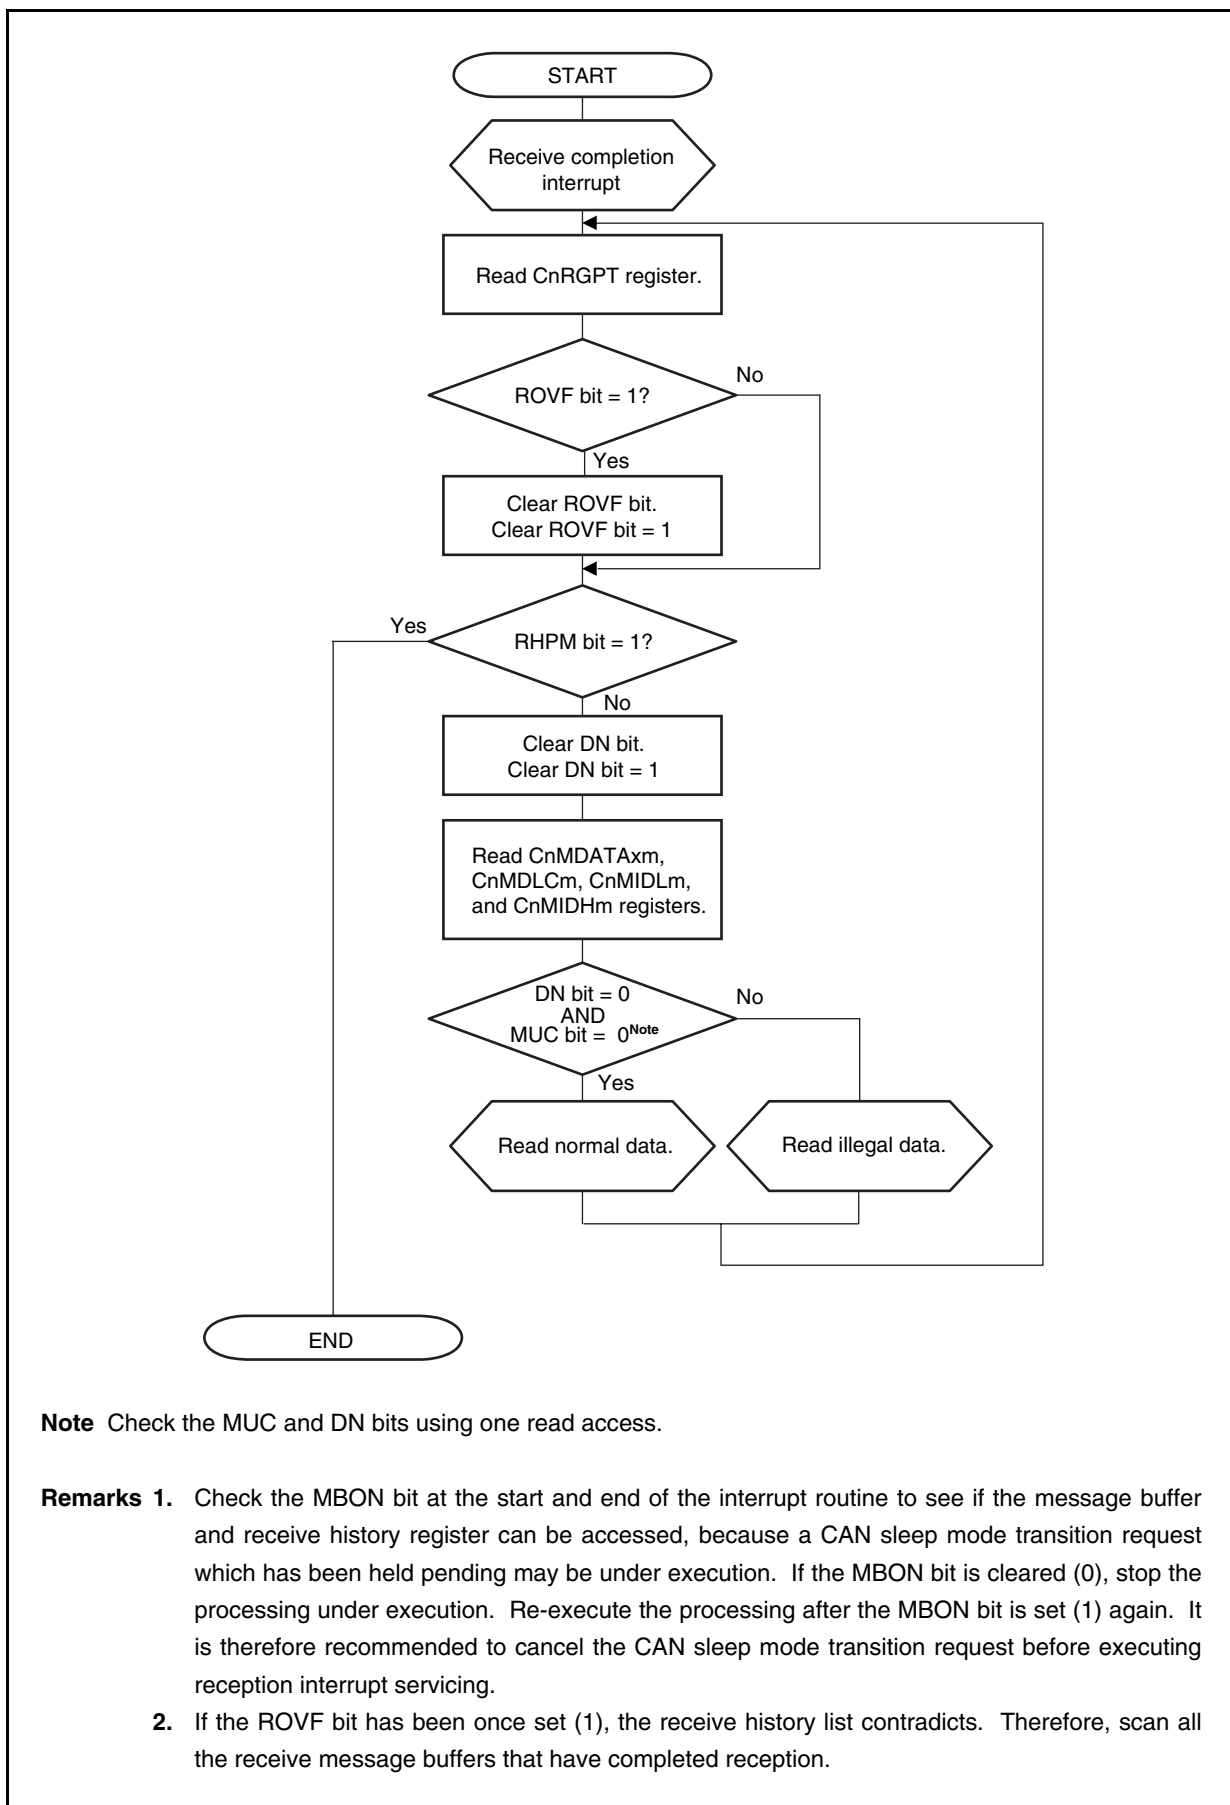 START
Receive completion
interrupt
Read CnRGPT register.
ROVF bit = 1?
No
Yes
Clear ROVF bit.
Clear ROVF bit = 1
Yes
RHPM bit = 1?
No
Clear DN bit.
Clear DN bit = 1
Read CnMDATAxm,
CnMDLCm, CnMIDLm,
and CnMIDHm registers.
DN bit = 0
AND
MUC bit = 0Note
No
Yes
Read normal data.
Read illegal data.
END
Note Check the MUC and DN bits using one read access.
Remarks 1. Check the MBON bit at the start and end of the interrupt routine to see if the message buffer
and receive history register can be accessed, because a CAN sleep mode transition request
which has been held pending may be under execution. If the MBON bit is cleared (0), stop the
processing under execution. Re-execute the processing after the MBON bit is set (1) again. It
is therefore recommended to cancel the CAN sleep mode transition request before executing
reception interrupt servicing.
2. If the ROVF bit has been once set (1), the receive history list contradicts. Therefore, scan all
the receive message buffers that have completed reception.